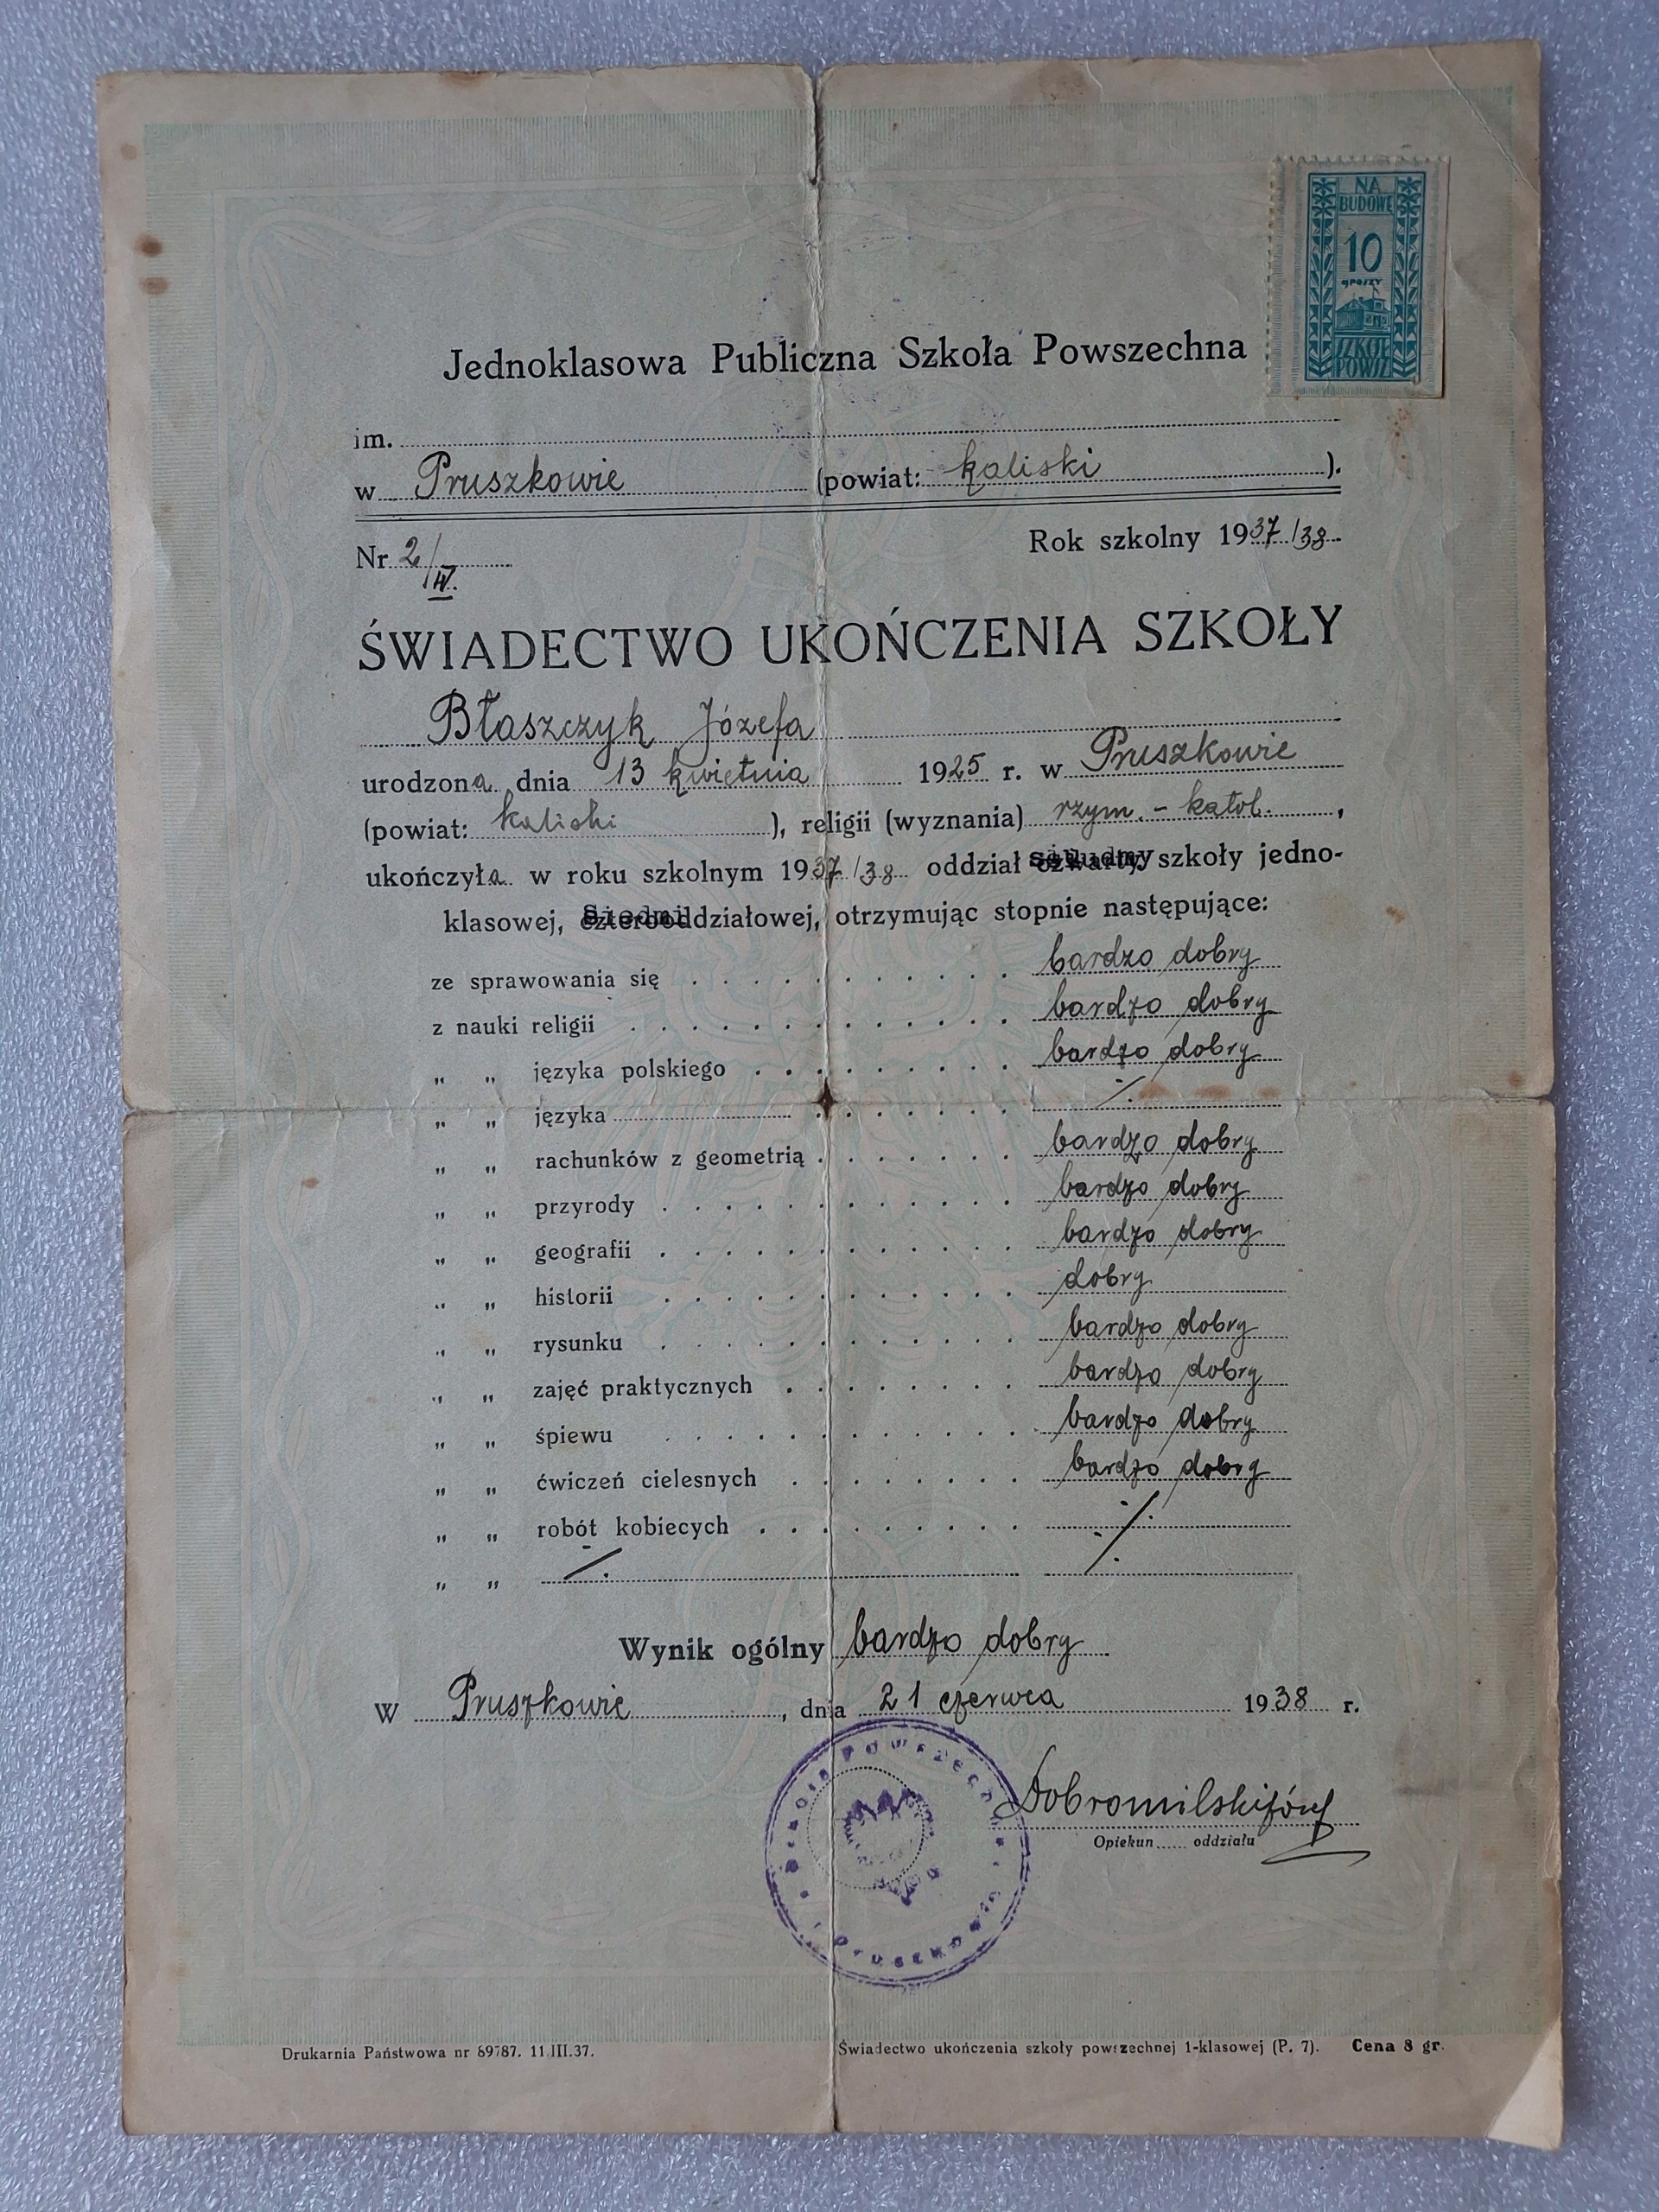 NA
BUDOWĘ
10
groszy
SZKÓŁ
POWSZ
Jednoklasowa Publiczna Szkoła Powszechna
im.
w Pruszkowie (powiat: kaliski ).
Nr 2/IV. Rok szkolny 1937/38
ŚWIADECTWO UKOŃCZENIA SZKOŁY
Błaszczyk Józefa
urodzona dnia 13 kwietnia 1925 r. w Pruszkowie
(powiat: kaliski ), religii (wyznania) rzym. - katol. ,
ukończyła w roku szkolnym 1937/38 oddział szkoły jedno-
klasowej, oddziałowej, otrzymując stopnie następujące:
ze sprawowania się . . . bardzo dobry
z nauki religii . . . bardzo dobry
„ „ języka polskiego . . . bardzo dobry
„ „ języka . . . ·/.
„ „ rachunków z geometrią . . . bardzo dobry
„ „ przyrody . . . bardzo dobry
„ „ geografii . . . bardzo dobry
„ „ historii . . . dobry
„ „ rysunku . . . bardzo dobry
„ „ zajęć praktycznych . . . bardzo dobry
„ „ śpiewu . . . bardzo dobry
„ „ ćwiczeń cielesnych . . . bardzo dobry
„ „ robót kobiecych . . . ·/.
„ „ ·/.
Wynik ogólny bardzo dobry
W Pruszkowie , dnia 21 czerwca 1938 r.
Dobromilski Józef
Opiekun oddziału
Drukarnia Państwowa nr 69787. 11 III.37. Świadectwo ukończenia szkoły powszechnej 1-klasowej (P. 7). Cena 8 gr.